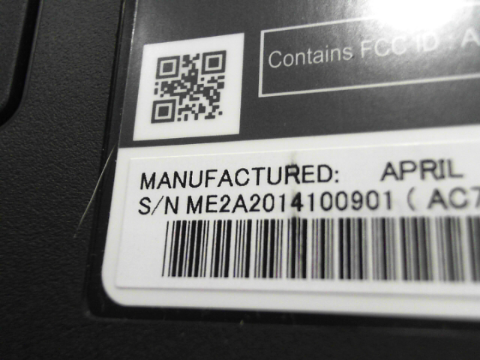 Contains FCC ID : A
MANUFACTURED: APRIL
S/N ME2A2014100901 ( AC7